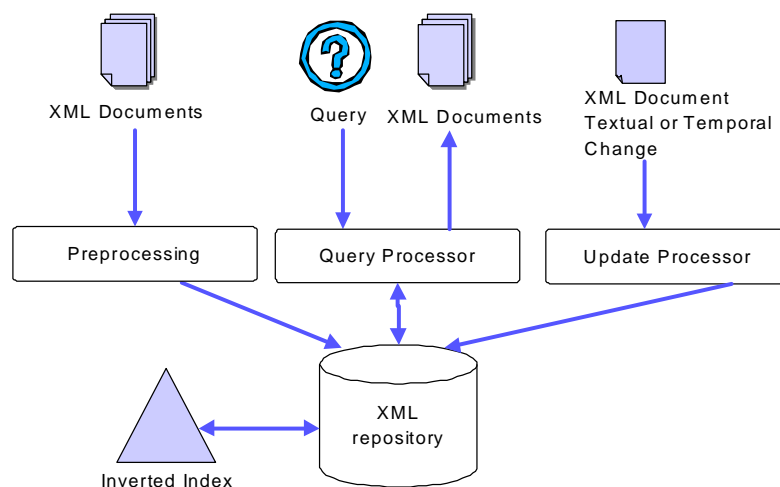 XML Documents
Query
XML Documents
XML Document
Textual or Temporal
Change
Preprocessing
Query Processor
Update Processor
XML
repository
Inverted Index